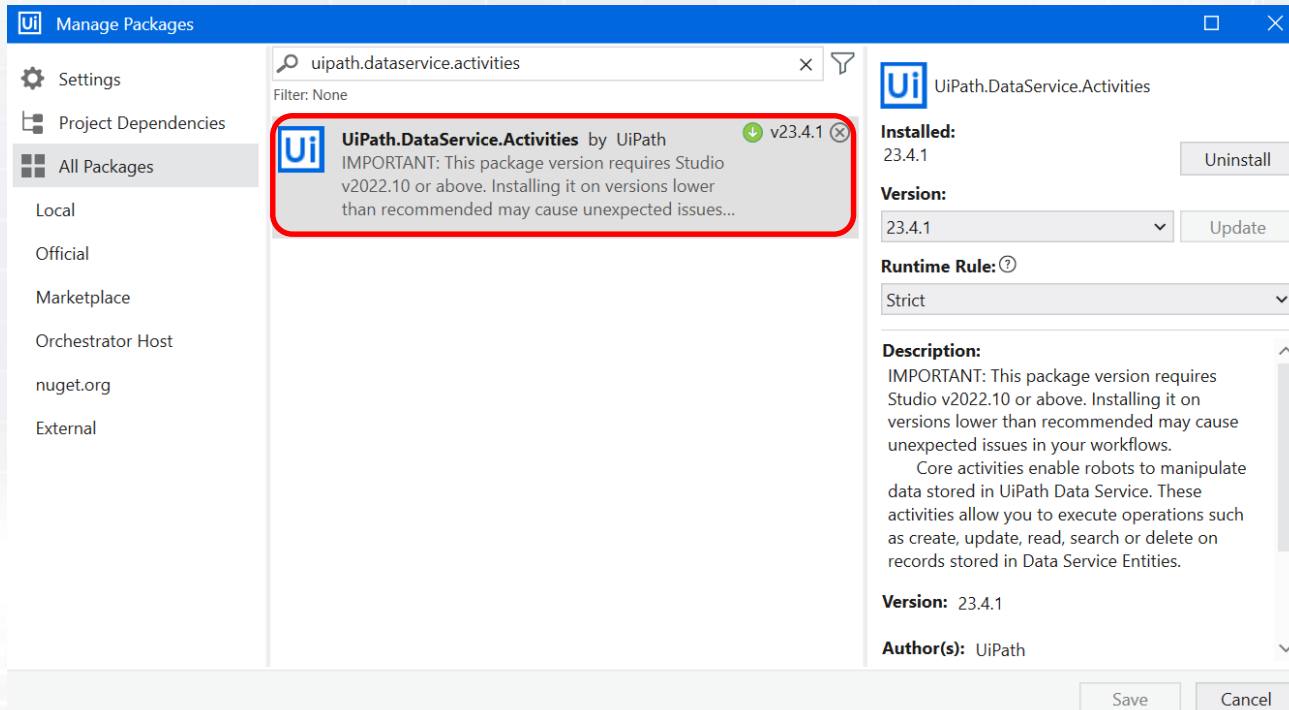 Ui Manage Packages
Settings
Project Dependencies
All Packages
Local
Official
Marketplace
Orchestrator Host
nuget.org
External
uipath.dataservice.activities
Filter: None
Ui
UiPath.DataService.Activities by UiPath
v23.4.1
IMPORTANT: This package version requires Studio
v2022.10 or above. Installing it on versions lower
than recommended may cause unexpected issues...
Ui UiPath.DataService.Activities
Installed:
23.4.1
Uninstall
Version:
23.4.1
Update
Runtime Rule: ?
Strict
Description:
IMPORTANT: This package version requires
Studio v2022.10 or above. Installing it on
versions lower than recommended may cause
unexpected issues in your workflows.
Core activities enable robots to manipulate
data stored in UiPath Data Service. These
activities allow you to execute operations such
as create, update, read, search or delete on
records stored in Data Service Entities.
Version: 23.4.1
Author(s): UiPath
Save
Cancel